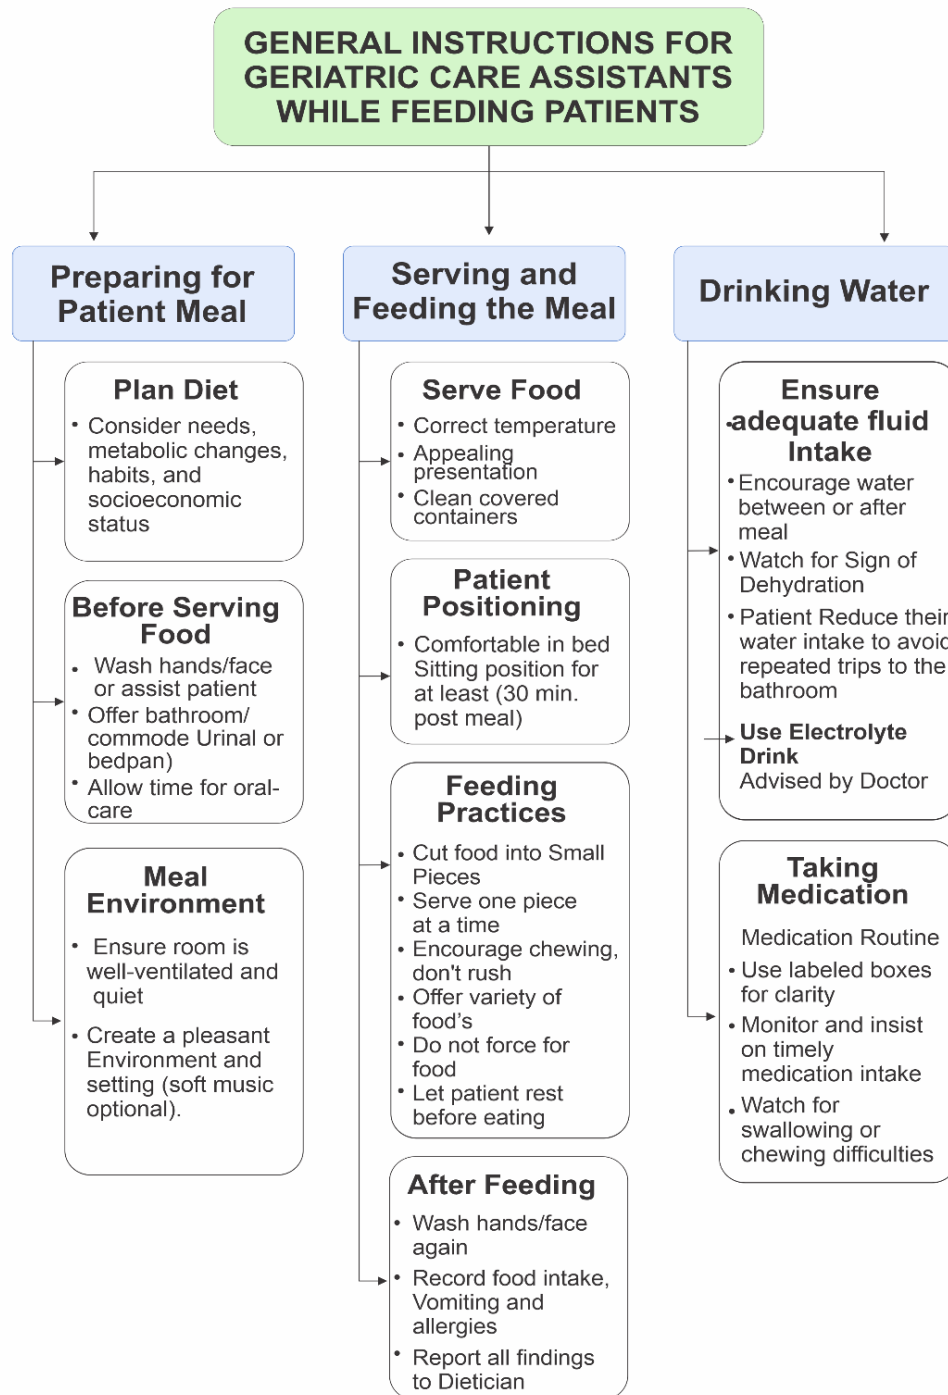 GENERAL INSTRUCTIONS FOR
GERIATRIC CARE ASSISTANTS
WHILE FEEDING PATIENTS
Preparing for
Patient Meal
Plan Diet
• Consider needs,
metabolic changes,
habits, and
socioeconomic
status
Before Serving
Food
• Wash hands/face
or assist patient
• Offer bathroom/
commode Urinal or
bedpan)
• Allow time for oral-
care
Meal
Environment
• Ensure room is
well-ventilated and
quiet
• Create a pleasant
Environment and
setting (soft music
optional).
Serving and
Feeding the Meal
Serve Food
• Correct temperature
• Appealing
presentation
• Clean covered
containers
Patient
Positioning
• Comfortable in bed
Sitting position for
at least (30 min.
post meal)
Feeding
Practices
• Cut food into Small
Pieces
• Serve one piece
at a time
• Encourage chewing,
don't rush
• Offer variety of
food's
• Do not force for
food
• Let patient rest
before eating
After Feeding
• Wash hands/face
again
• Record food intake,
Vomiting and
allergies
• Report all findings
to Dietician
Drinking Water
Ensure
• adequate fluid
Intake
• Encourage water
between or after
meal
• Watch for Sign of
Dehydration
• Patient Reduce their
water intake to avoid
repeated trips to the
bathroom
Use Electrolyte
Drink
Advised by Doctor
Taking
Medication
Medication Routine
• Use labeled boxes
for clarity
• Monitor and insist
on timely
medication intake
• Watch for
swallowing or
chewing difficulties